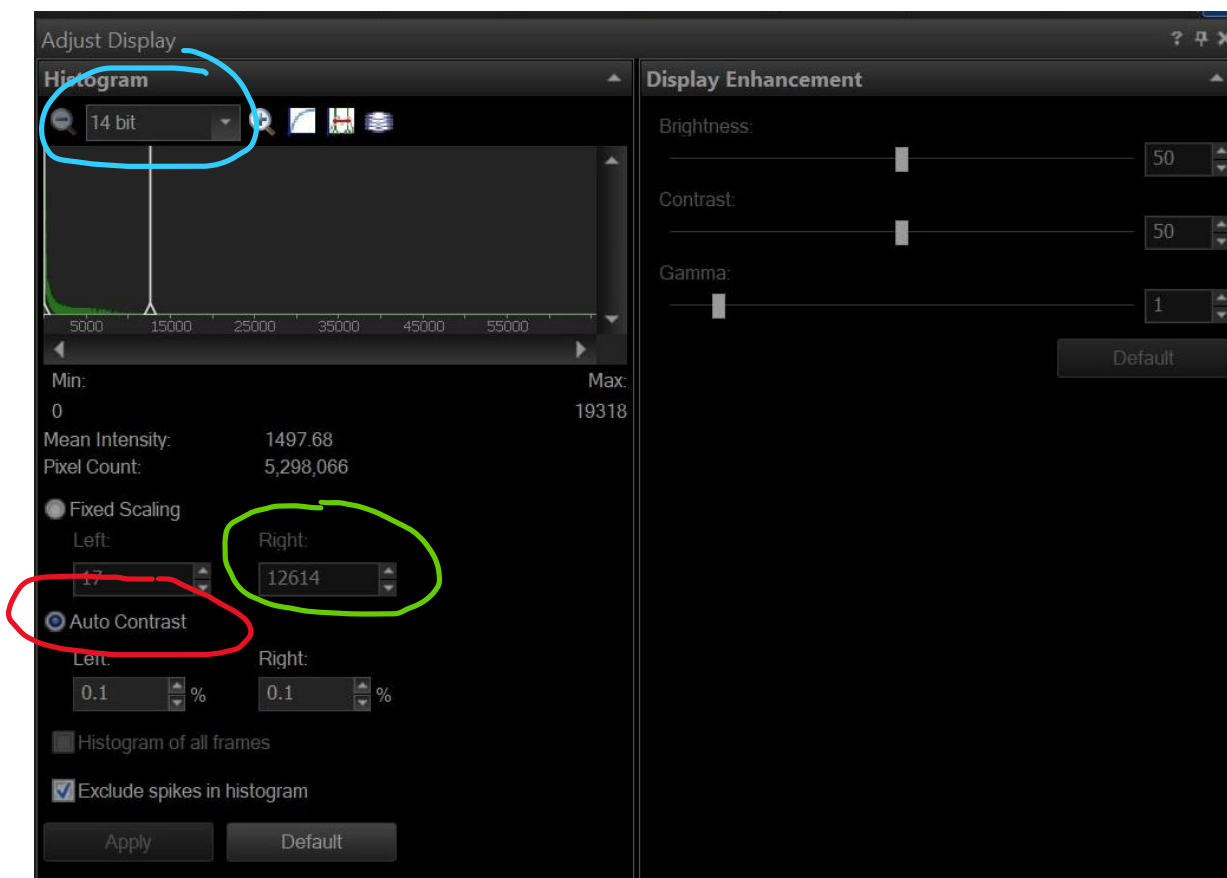 Adjust Display
Histogram
14 bit
5000 15000 25000 35000 45000 55000
Min: Max:
0 19318
Mean Intensity: 1497.68
Pixel Count: 5,298,066
Fixed Scaling
Left: Right:
17 12614
Auto Contrast
Left: Right:
0.1 % 0.1 %
Histogram of all frames
Exclude spikes in histogram
Apply Default
Display Enhancement
Brightness:
50
Contrast:
50
Gamma:
1
Default